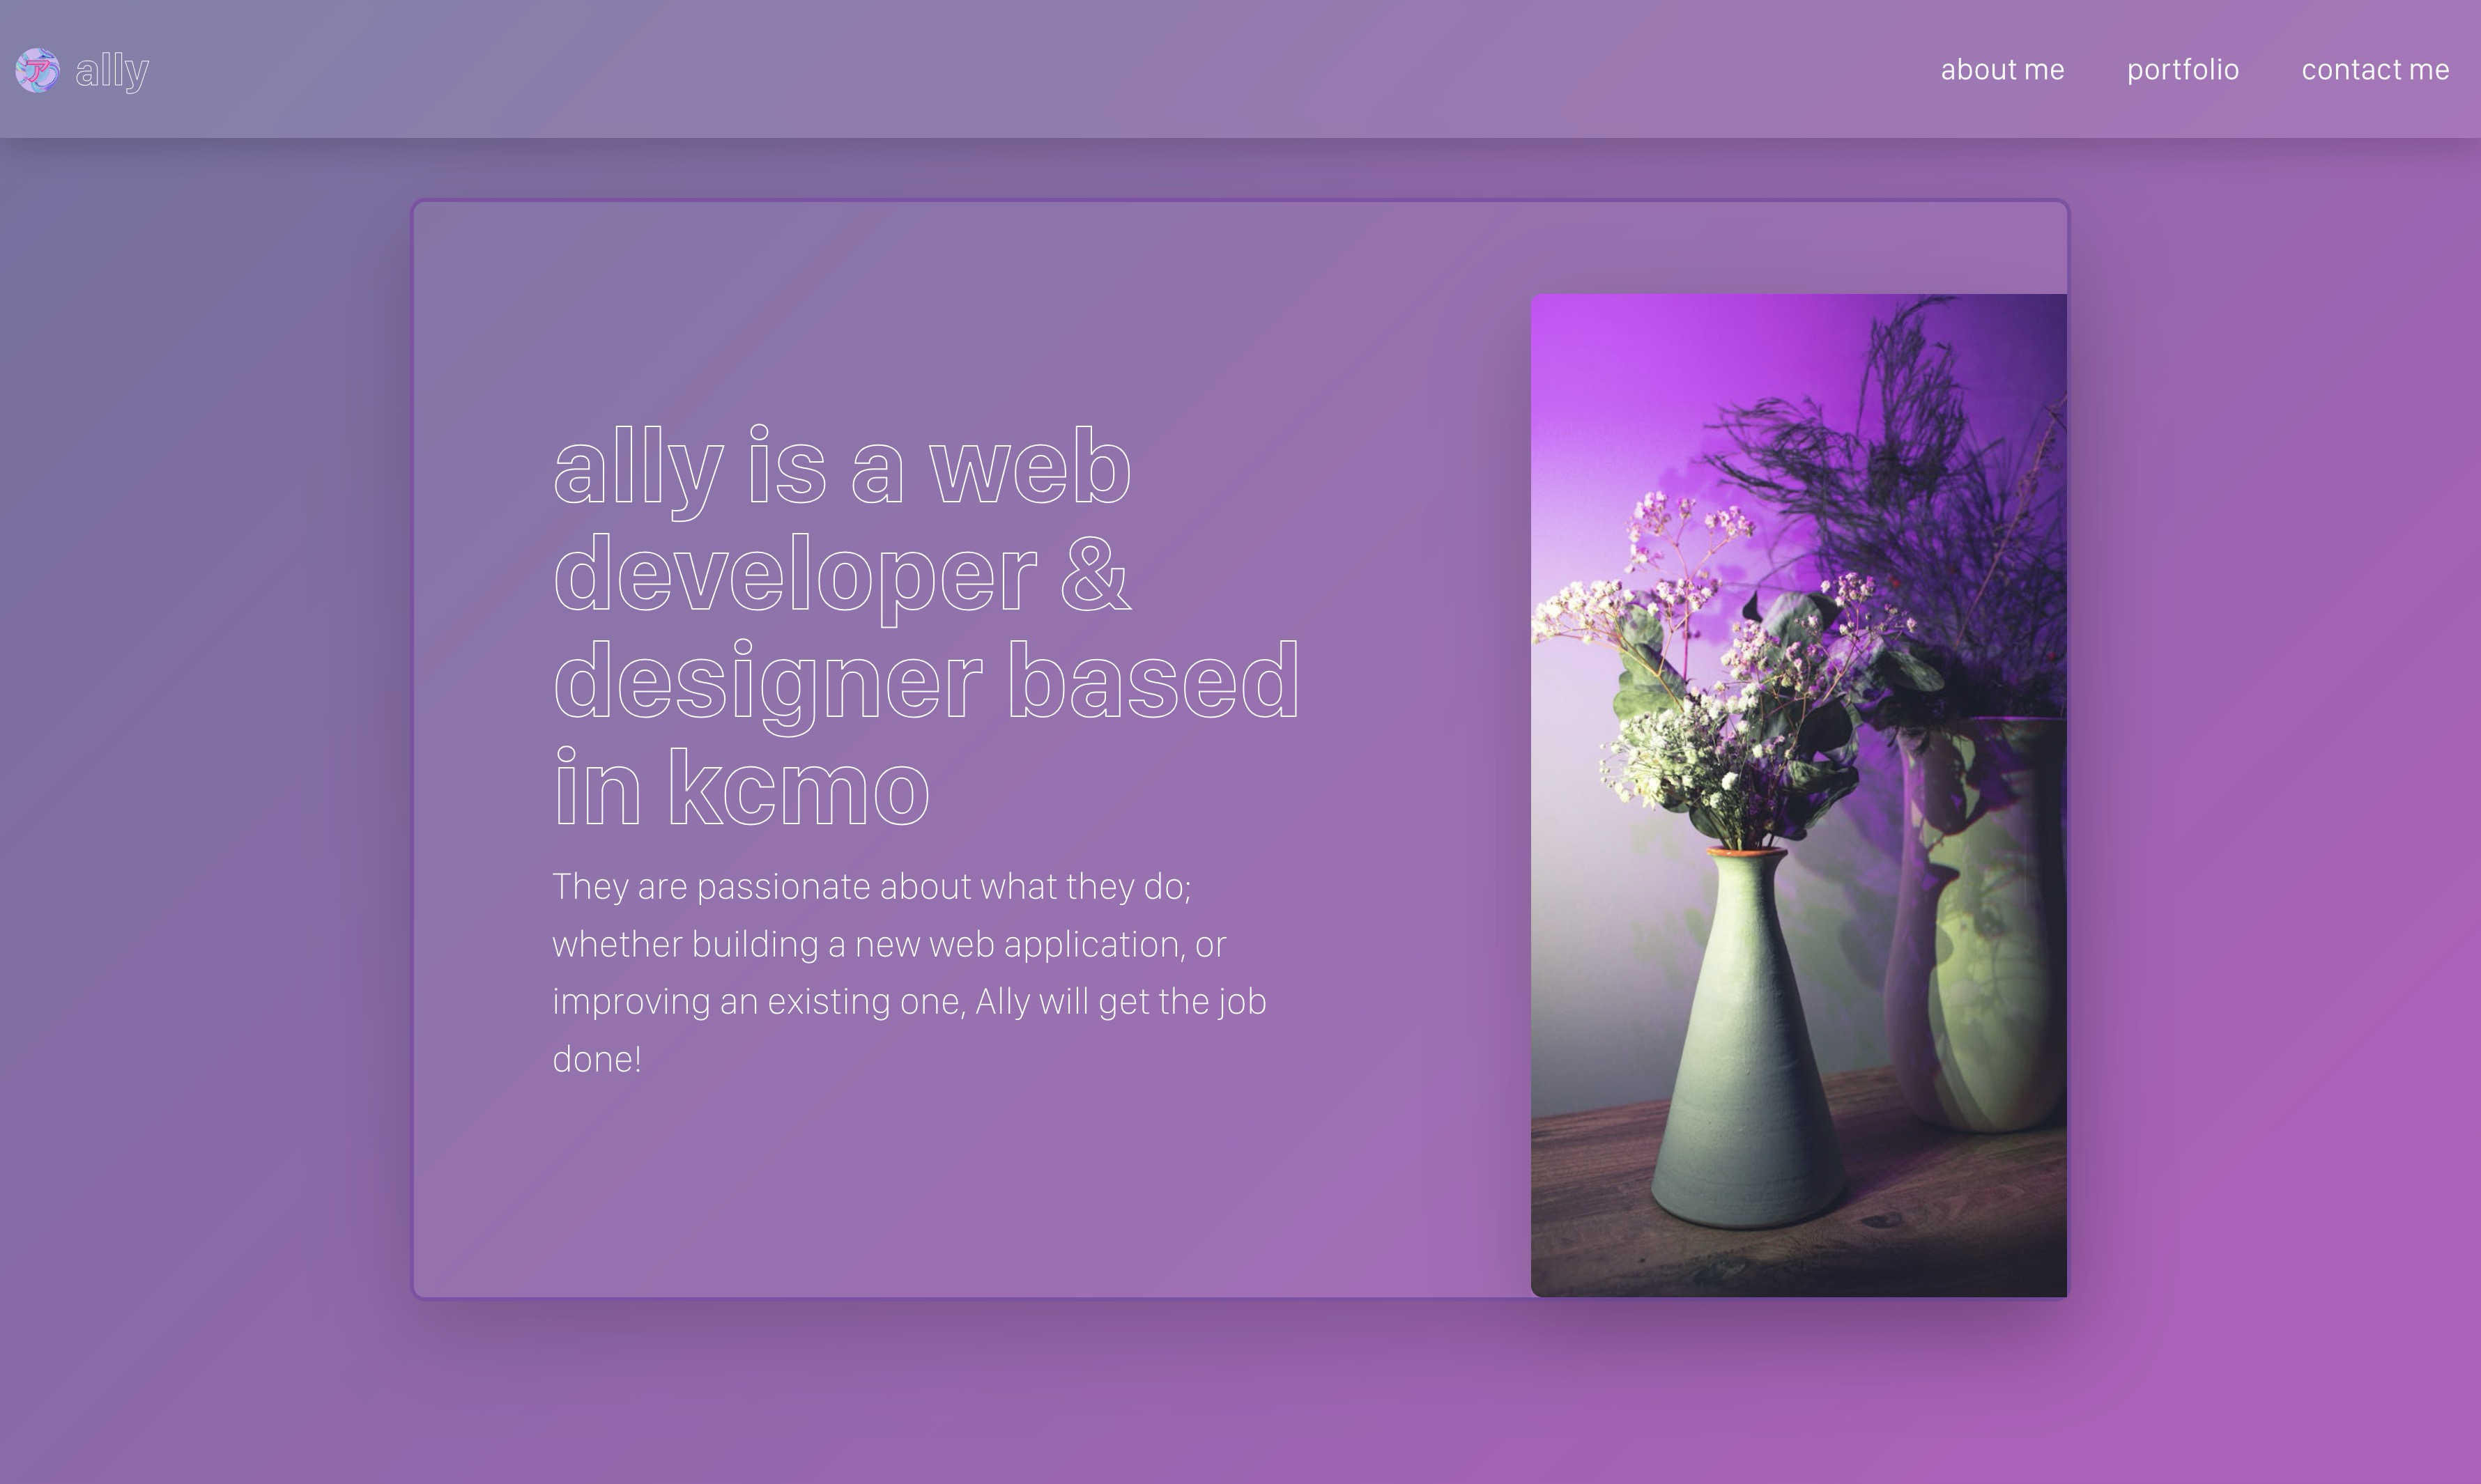 ア ally
about me portfolio contact me
ally is a web
developer &
designer based
in kcmo
They are passionate about what they do;
whether building a new web application, or
improving an existing one, Ally will get the job
done!